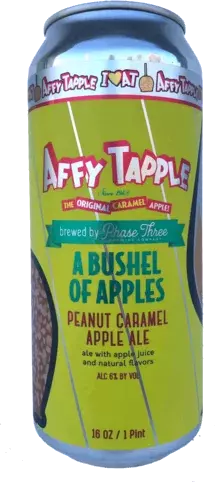 AFFY TAPPLE I AT AFFY TAPPLE
AFFY TAPPLE
Since 1948
THE ORIGINAL CARAMEL APPLE!
brewed by Phase Three
BREWING COMPANY
A BUSHEL
OF APPLES
PEANUT CARAMEL
APPLE ALE
ale with apple juice
and natural flavors
ALC 6% BY VOL
16 OZ / 1 Pint